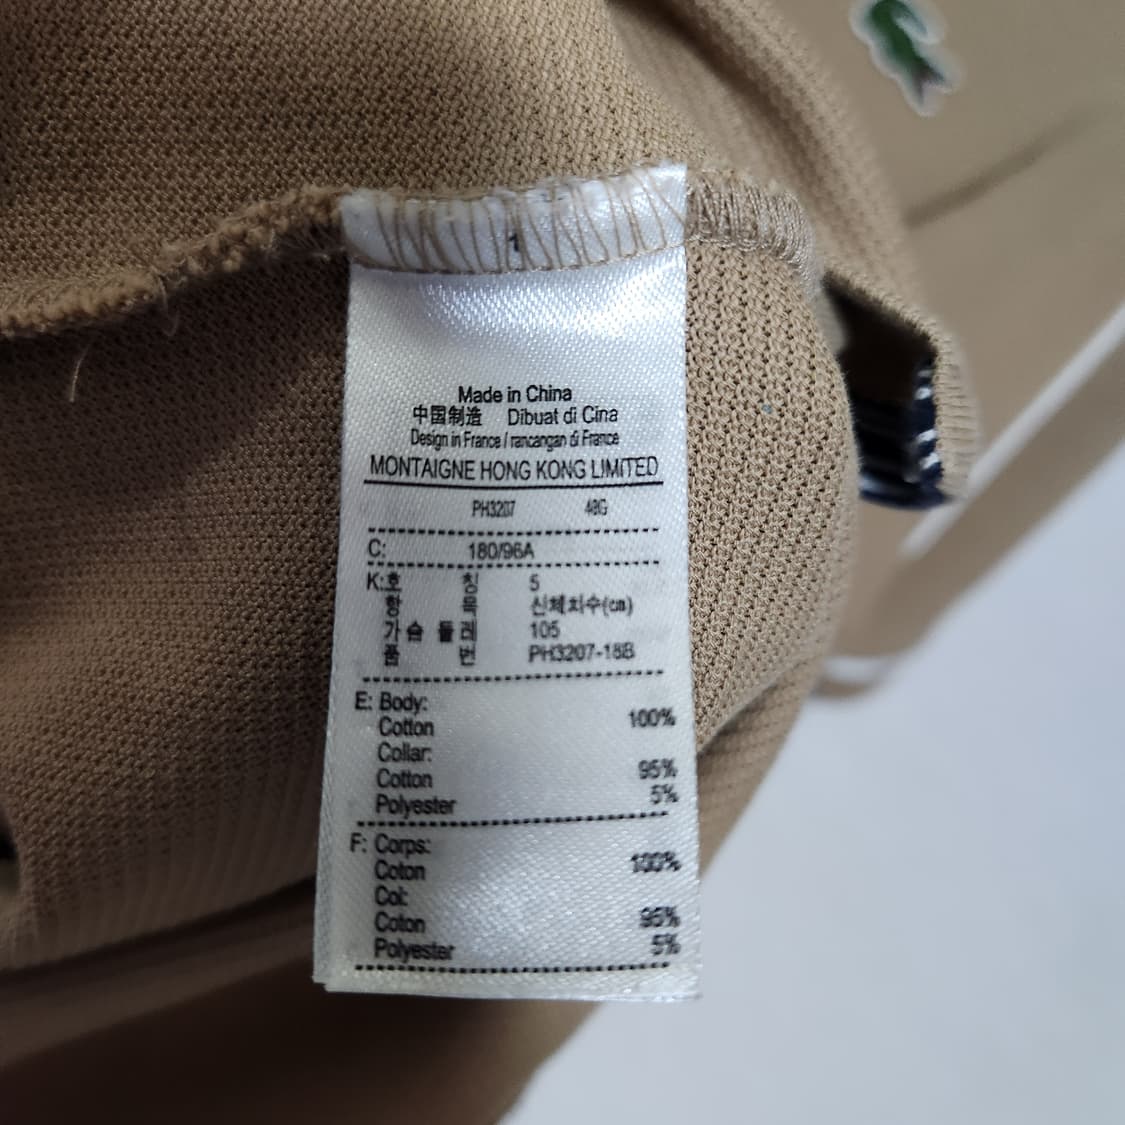 Made in China
中国制造 Dibuat di Cina
Design in France / rancangan di France
MONTAIGNE HONG KONG LIMITED
PH3207 48G
C: 180/96A
K:호 칭 5
항 목 신체치수(㎝)
가슴 둘레 105
품 번 PH3207-18B
E: Body:
Cotton 100%
Collar:
Cotton 95%
Polyester 5%
F: Corps:
Coton 100%
Col:
Coton 95%
Polyester 5%